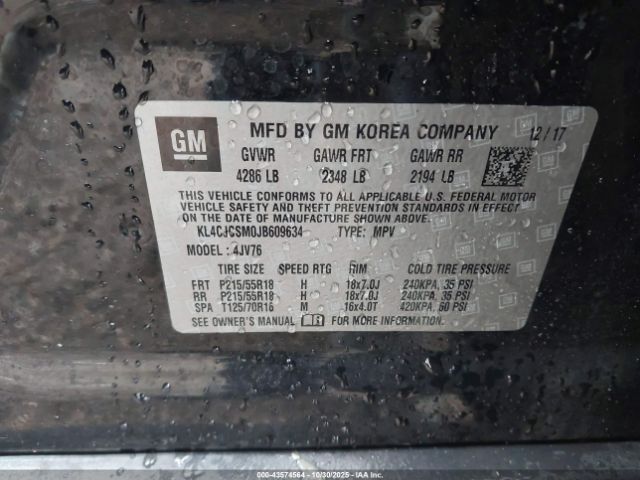 GM
MFD BY GM KOREA COMPANY 12/17
GVWR GAWR FRT GAWR RR
4286 LB 2348 LB 2194 LB
THIS VEHICLE CONFORMS TO ALL APPLICABLE U.S. FEDERAL MOTOR
VEHICLE SAFETY AND THEFT PREVENTION STANDARDS IN EFFECT
ON THE DATE OF MANUFACTURE SHOWN ABOVE.
KL4CJCSM0JB609634 TYPE: MPV
MODEL: 4JV76
TIRE SIZE SPEED RTG RIM COLD TIRE PRESSURE
FRT P215/55R18 H 18x7.0J 240KPA, 35 PSI
RR P215/55R18 H 18x7.0J 240KPA, 35 PSI
SPA T125/70R16 M 16x4.0T 420KPA, 60 PSI
SEE OWNER'S MANUAL FOR MORE INFORMATION.
000-43574564 | 10/30/2025 | IAA, Inc.